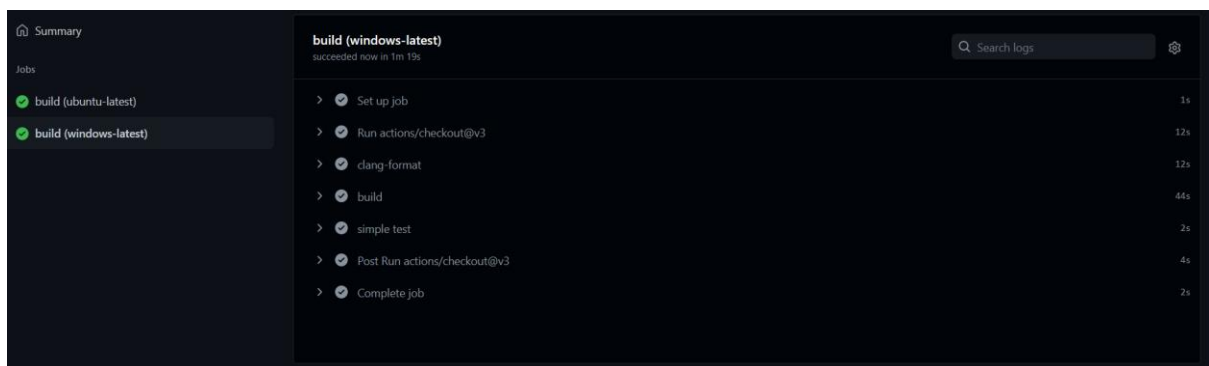 Summary
Jobs
build (ubuntu-latest)
build (windows-latest)
build (windows-latest)
succeeded now in 1m 19s
Search logs
Set up job 1s
Run actions/checkout@v3 12s
clang-format 12s
build 44s
simple test 2s
Post Run actions/checkout@v3 4s
Complete job 2s